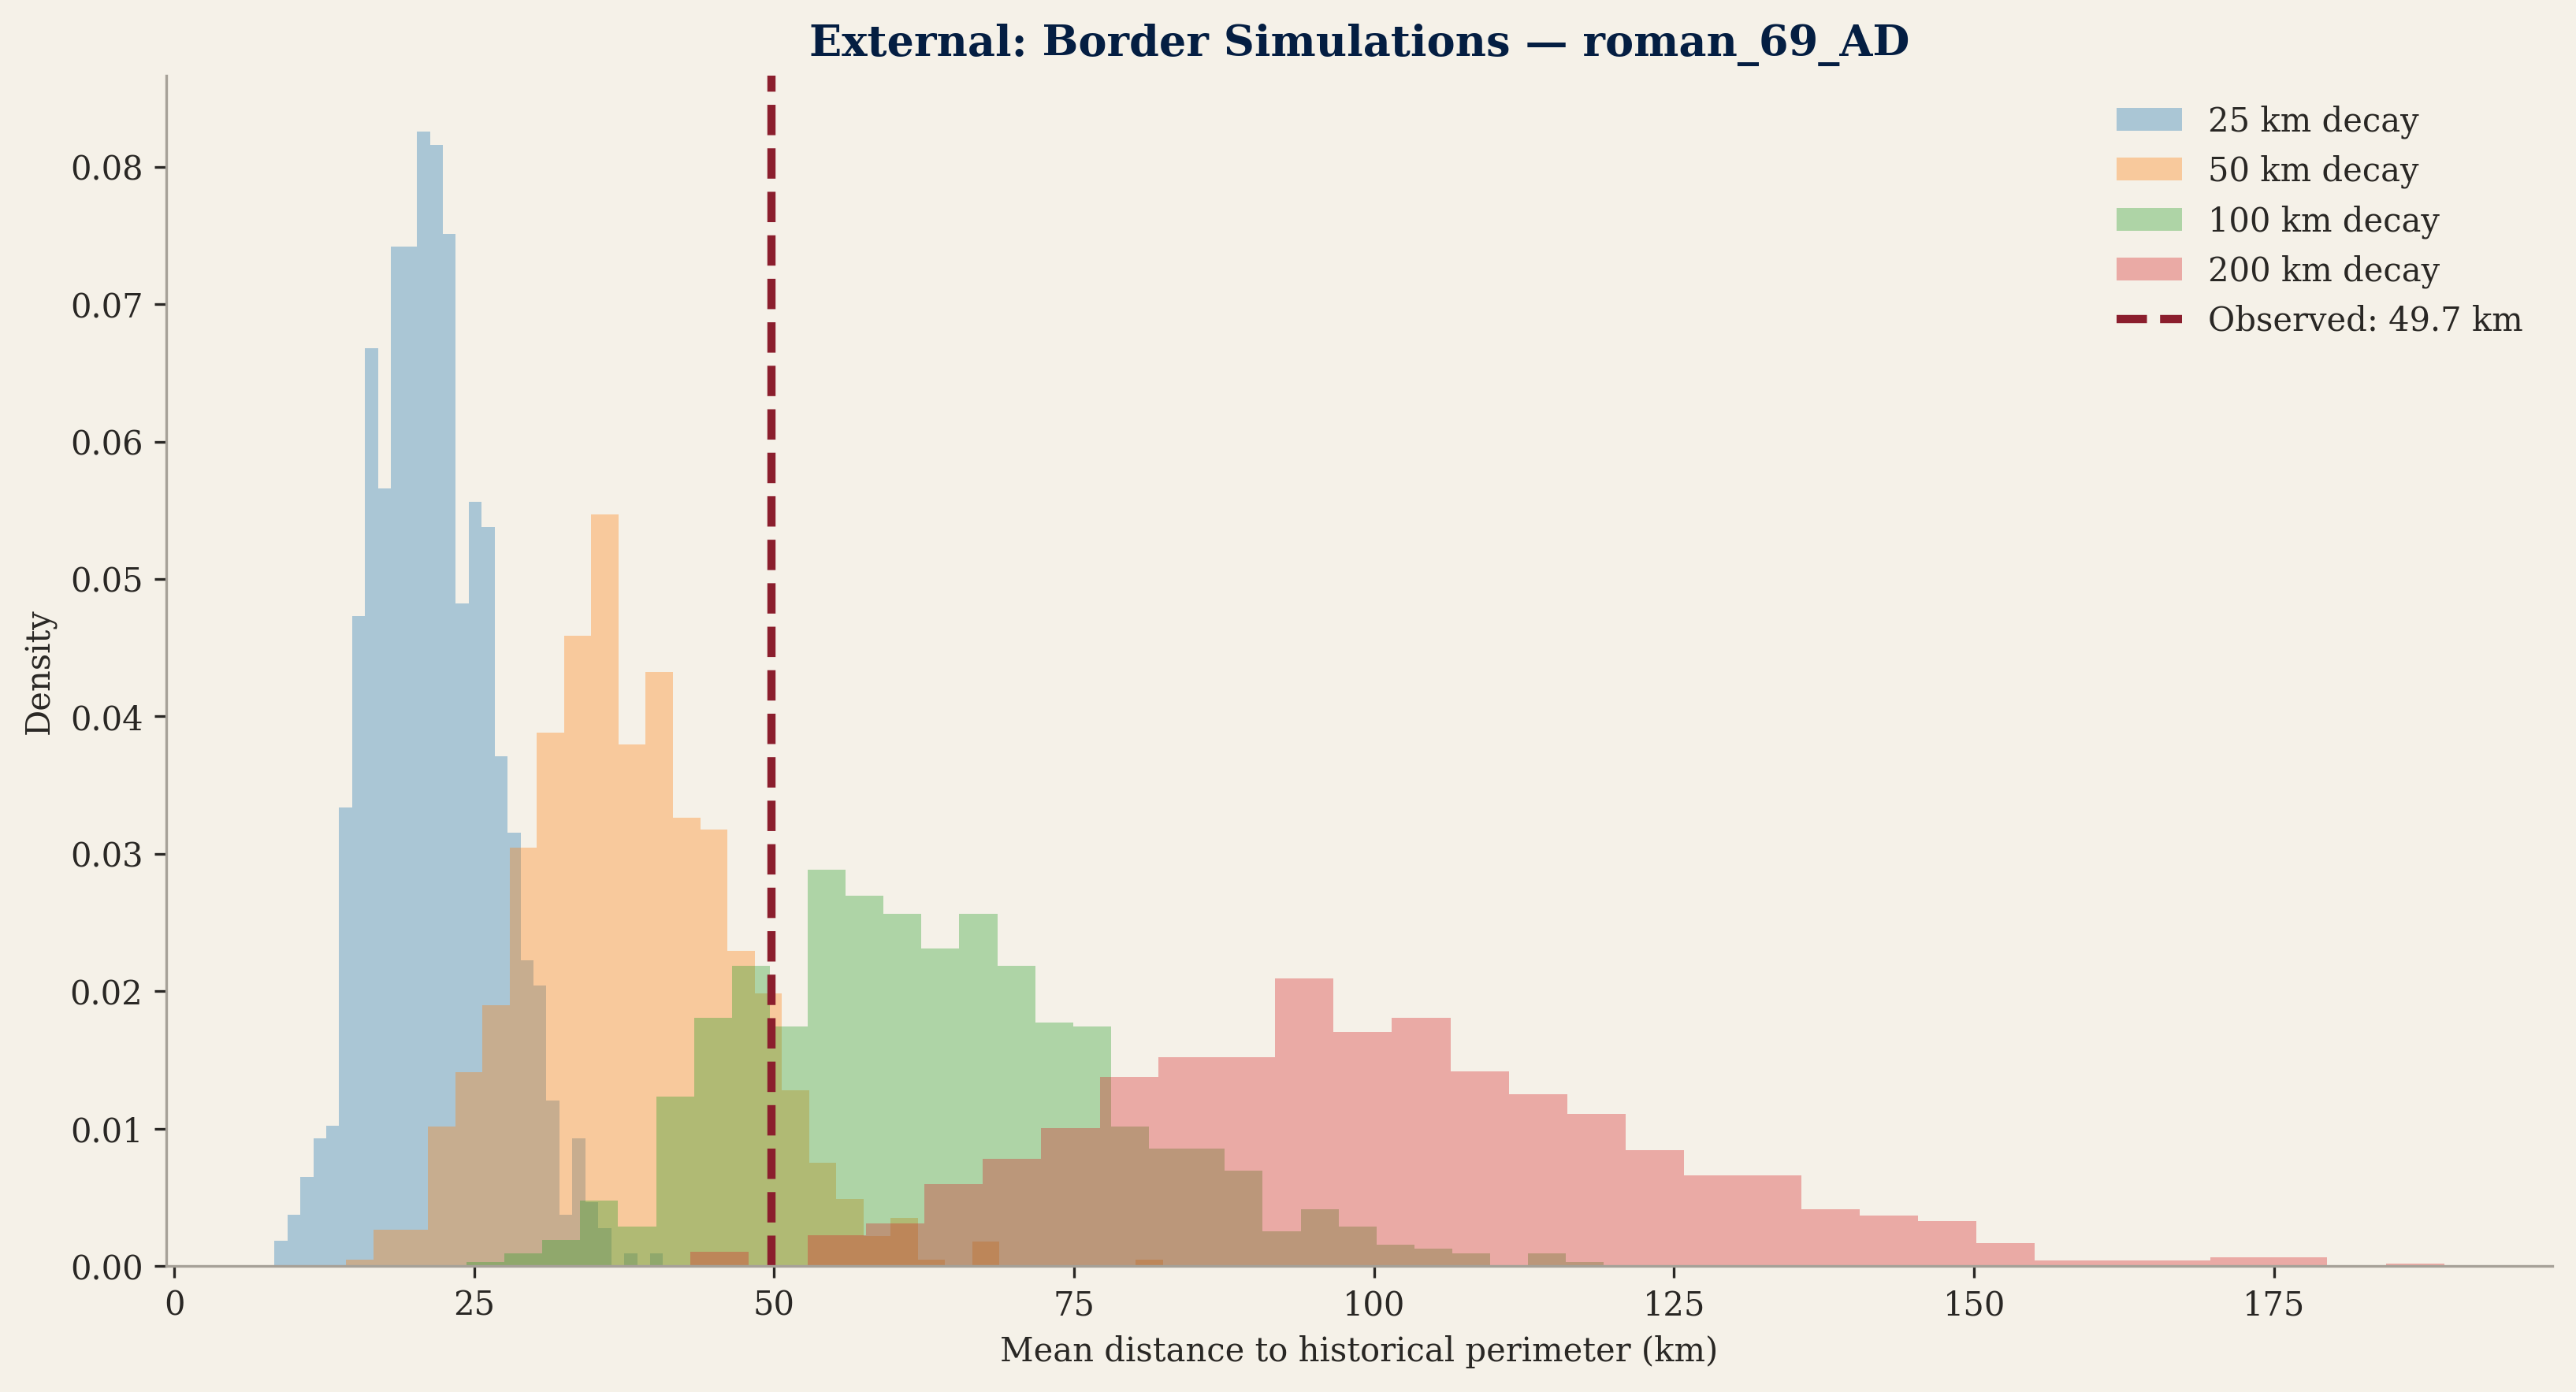 External: Border Simulations — roman_69_AD
25 km decay
50 km decay
100 km decay
200 km decay
Observed: 49.7 km
Density
0.08
0.07
0.06
0.05
0.04
0.03
0.02
0.01
0.00
0 25 50 75 100 125 150 175
Mean distance to historical perimeter (km)